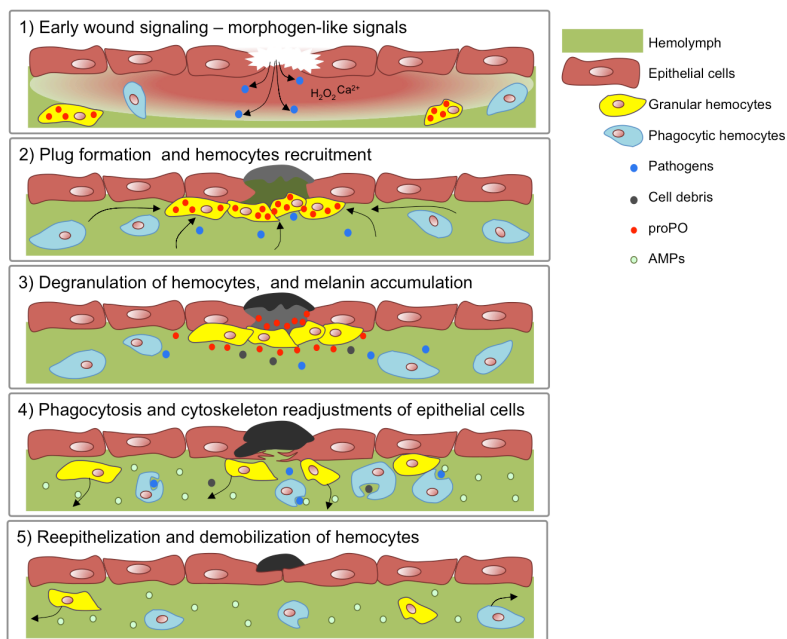 1) Early wound signaling – morphogen-like signals
H₂O₂ Ca²⁺
2) Plug formation and hemocytes recruitment
3) Degranulation of hemocytes, and melanin accumulation
4) Phagocytosis and cytoskeleton readjustments of epithelial cells
5) Reepithelization and demobilization of hemocytes
Hemolymph
Epithelial cells
Granular hemocytes
Phagocytic hemocytes
Pathogens
Cell debris
proPO
AMPs